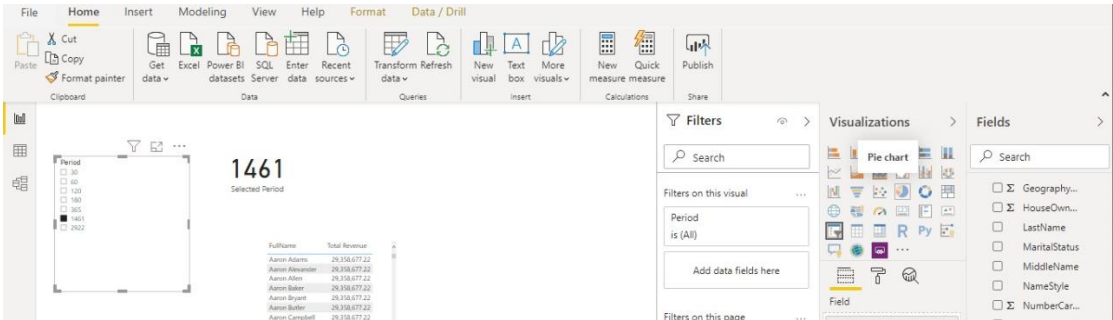 File Home Insert Modeling View Help Format Data / Drill
Paste
Cut
Copy
Format painter
Clipboard
Get data
Excel
Power BI datasets
SQL Server
Enter data
Recent sources
Data
Transform data
Refresh
Queries
New visual
Text box
More visuals
Insert
New measure
Quick measure
Calculations
Publish
Share
Period
30
60
120
180
365
1461
2922
1461
Selected Period
FullName Total Revenue
Aaron Adams 29,358,677.22
Aaron Alexander 29,358,677.22
Aaron Allen 29,358,677.22
Aaron Baker 29,358,677.22
Aaron Bryant 29,358,677.22
Aaron Butler 29,358,677.22
Aaron Campbell 29,358,677.22
Filters
Search
Filters on this visual
Period
is (All)
Add data fields here
Filters on this page
Visualizations
Pie chart
R Py
Field
Fields
Search
Σ Geography...
Σ HouseOwn...
LastName
MaritalStatus
MiddleName
NameStyle
Σ NumberCar...